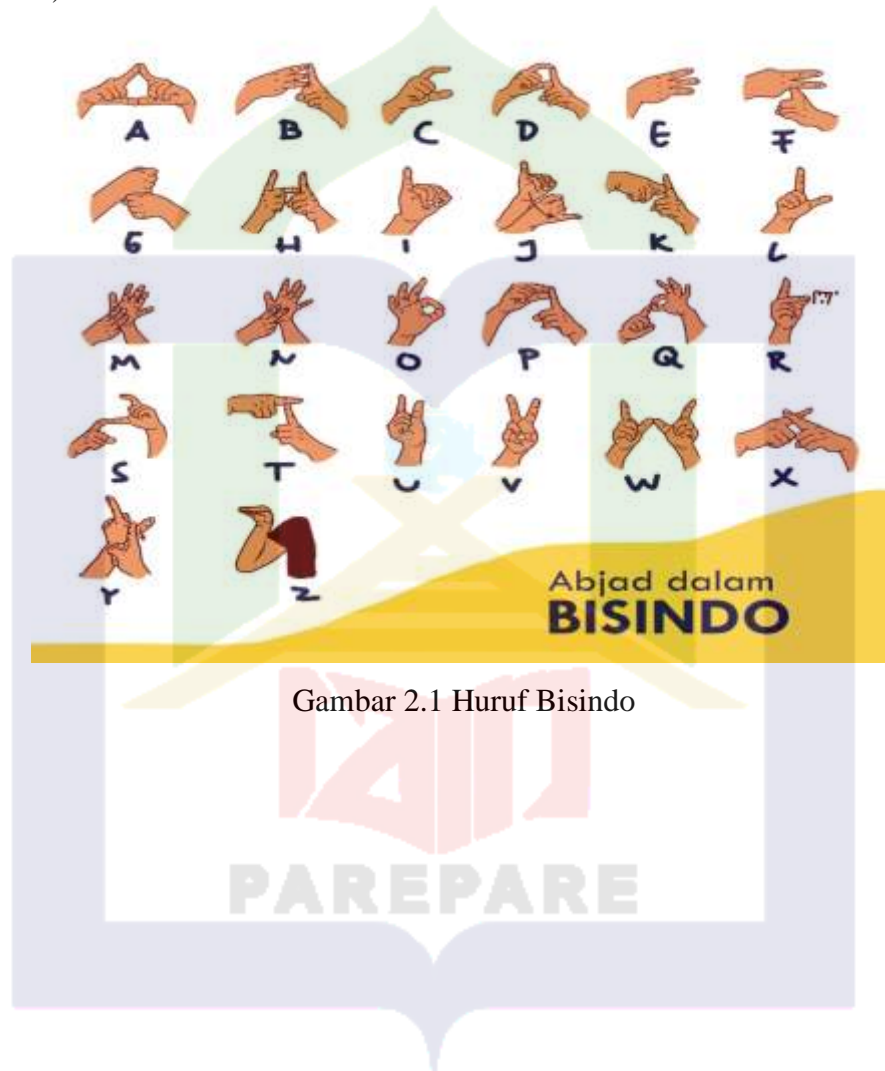 )
A B C D E F
G H I J K L
M N O P Q R
S T U V W X
Y Z
Abjad dalam
BISINDO
Gambar 2.1 Huruf Bisindo
PAREPARE